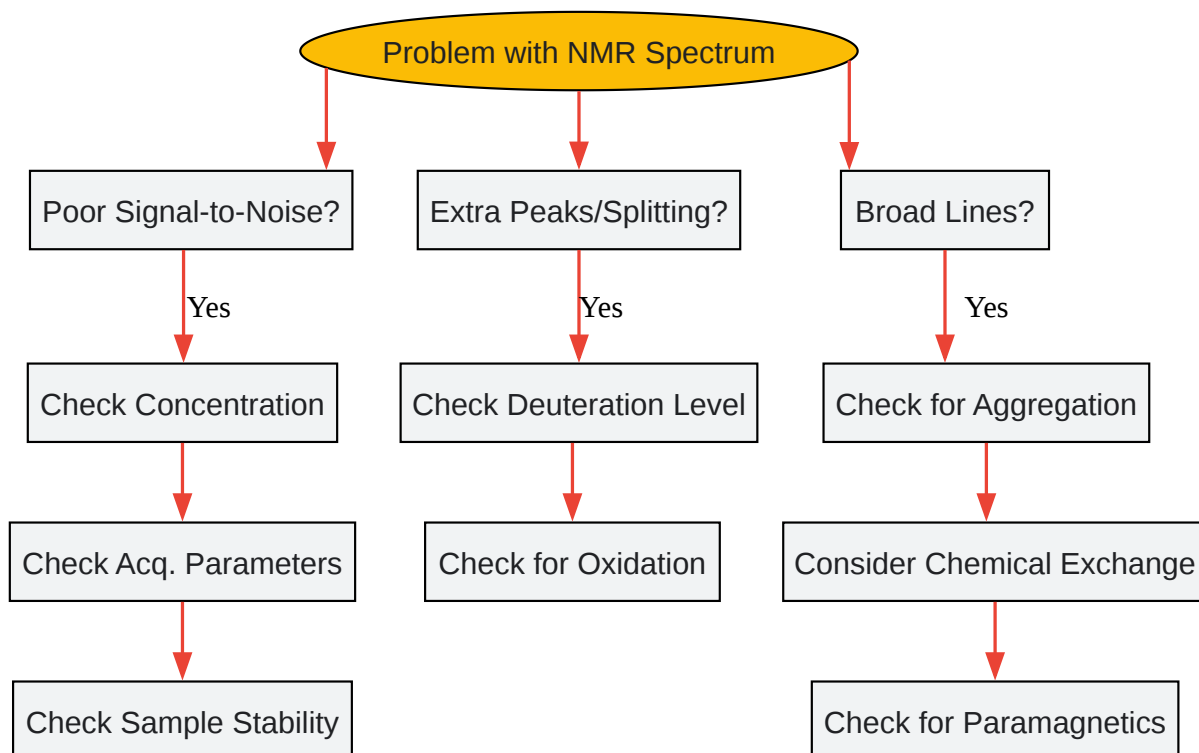 Problem with NMR Spectrum
Poor Signal-to-Noise?
Extra Peaks/Splitting?
Broad Lines?
Yes
Yes
Yes
Check Concentration
Check Deuteration Level
Check for Aggregation
Check Acq. Parameters
Check for Oxidation
Consider Chemical Exchange
Check Sample Stability
Check for Paramagnetics